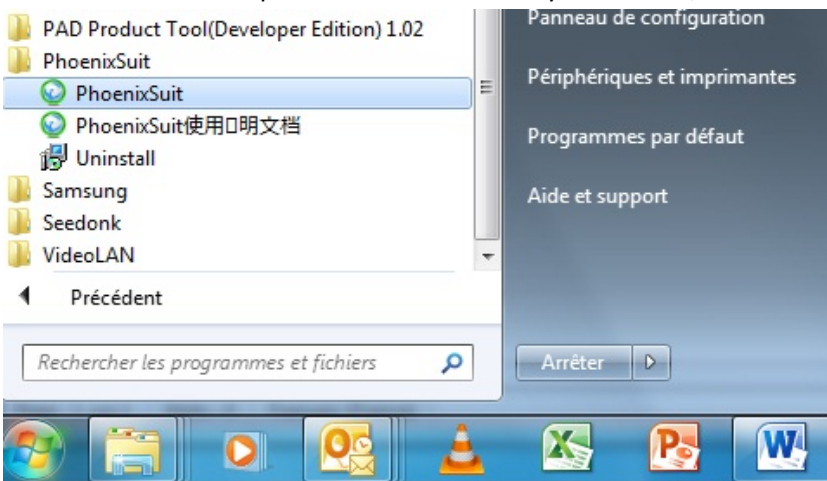 PAD Product Tool(Developer Edition) 1.02
PhoenixSuit
PhoenixSuit
PhoenixSuit使用▯明文档
Uninstall
Samsung
Seedonk
VideoLAN
Précédent
Rechercher les programmes et fichiers
Panneau de configuration
Périphériques et imprimantes
Programmes par défaut
Aide et support
Arrêter